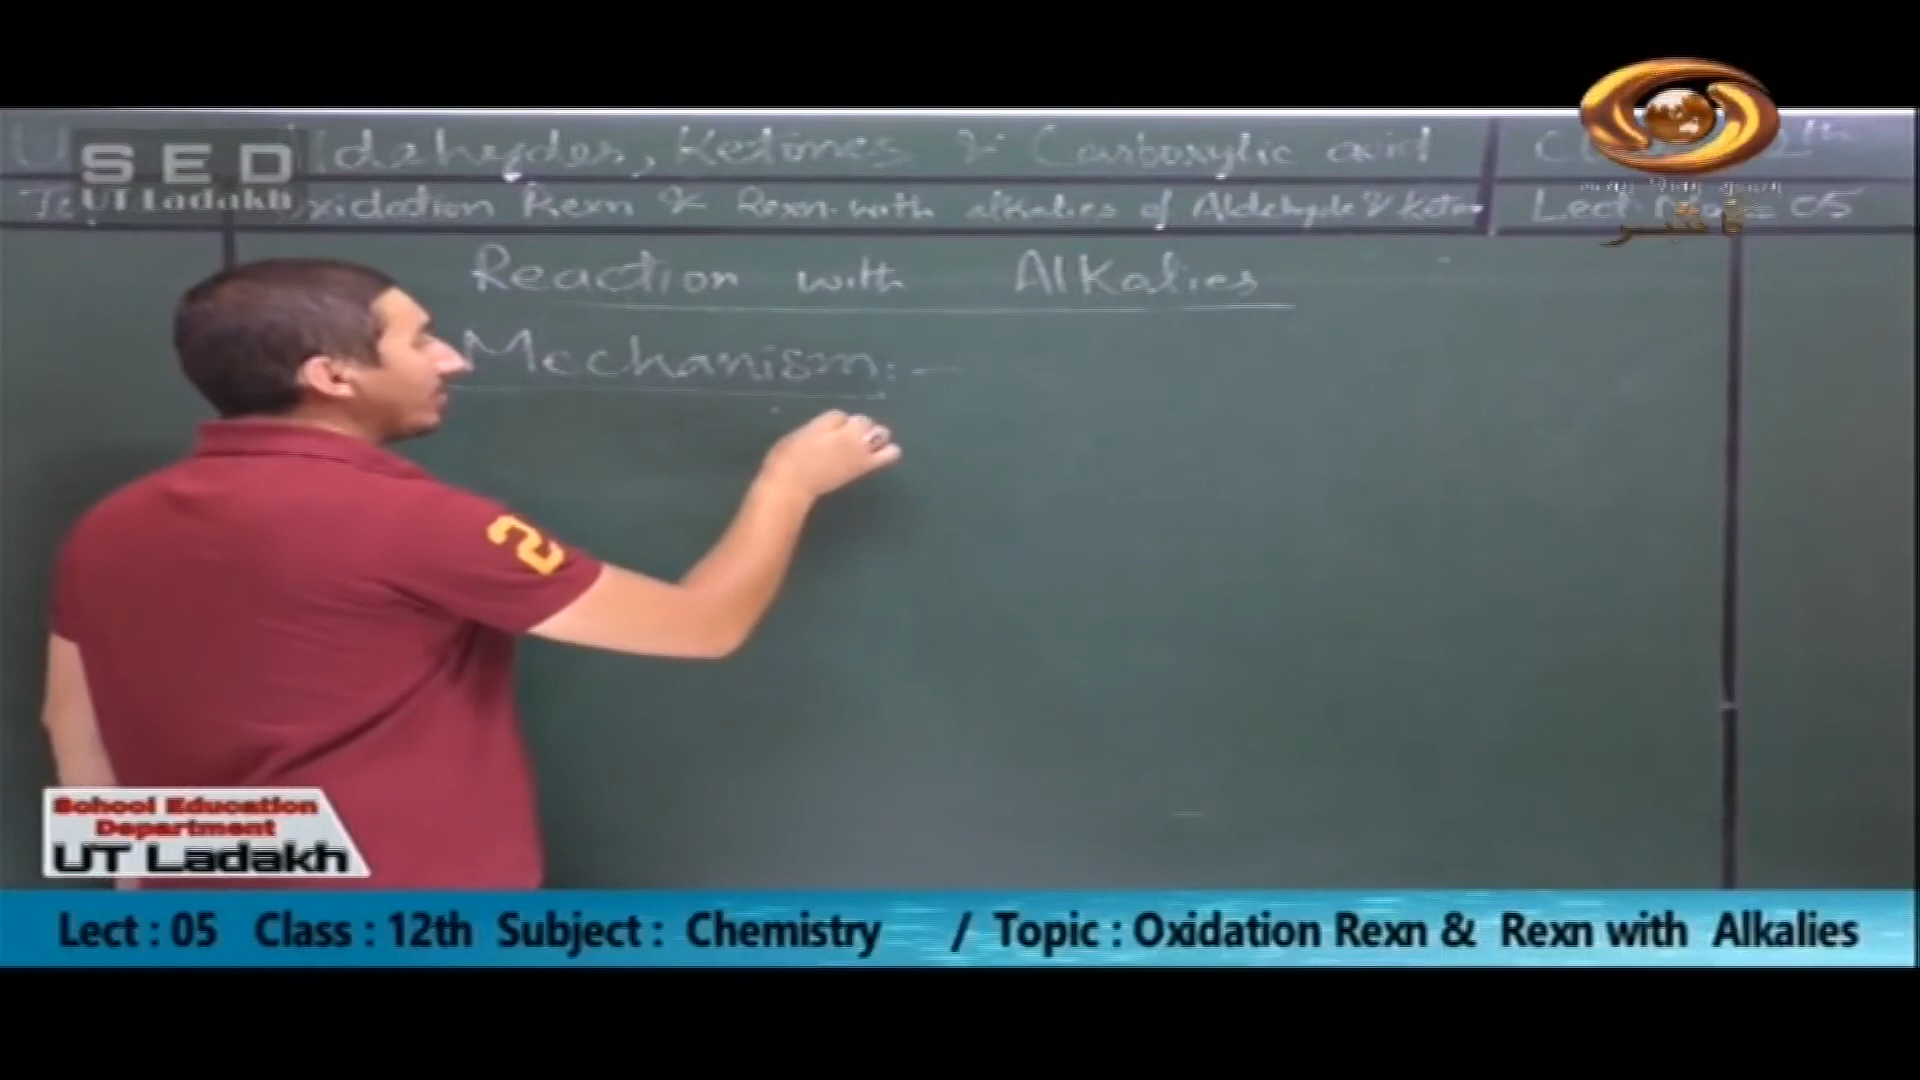 SED
UT Ladakh
ldehydes, Ketones & Carboxylic acid
Oxidation Rexn & Rexn with alkalies of Aldehyde & Keton
Lect No: 05
Reaction with Alkalies
Mechanism:-
2
School Education
Department
UT Ladakh
Lect : 05 Class : 12th Subject : Chemistry / Topic : Oxidation Rexn & Rexn with Alkalies